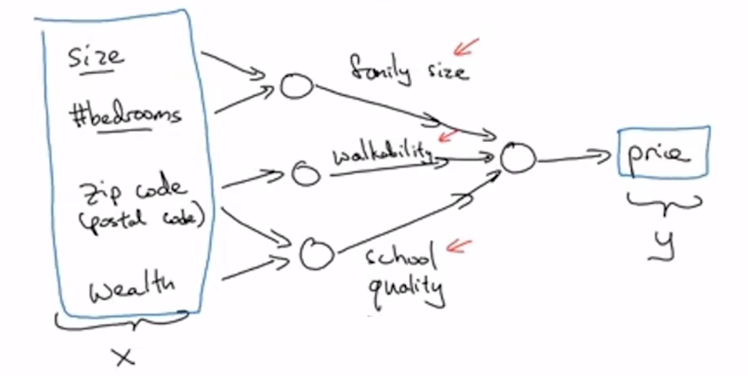 size
#bedrooms
zip code
(postal code)
wealth
x
family size
walkability
school
quality
price
y